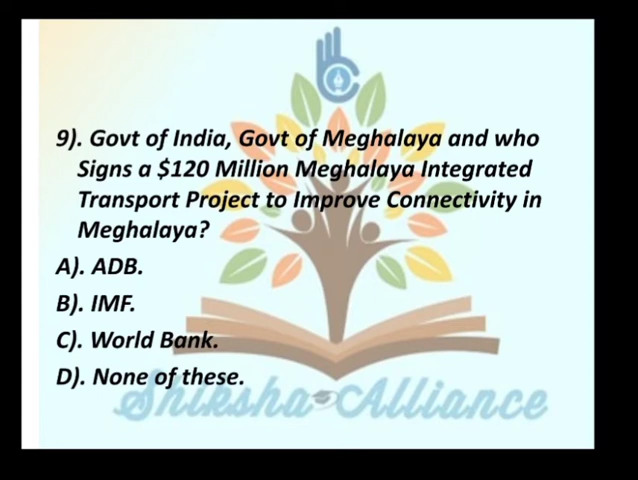 9). Govt of India, Govt of Meghalaya and who
Signs a $120 Million Meghalaya Integrated
Transport Project to Improve Connectivity in
Meghalaya?
A). ADB.
B). IMF.
C). World Bank.
D). None of these.
Shiksha Alliance